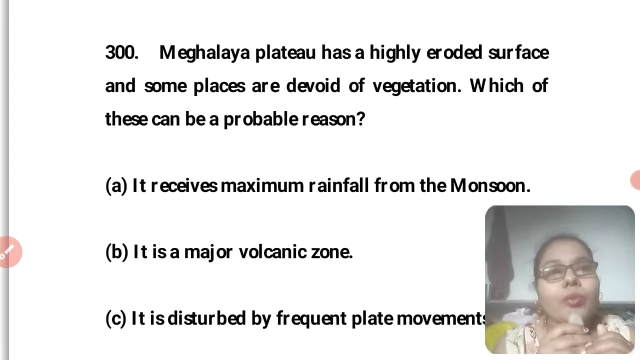 300. Meghalaya plateau has a highly eroded surface
and some places are devoid of vegetation. Which of
these can be a probable reason?
(a) It receives maximum rainfall from the Monsoon.
(b) It is a major volcanic zone.
(c) It is disturbed by frequent plate movements